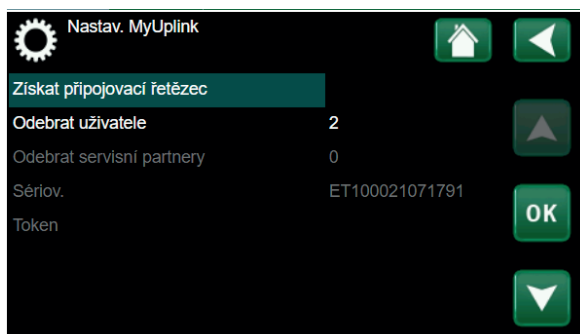 Nastav. MyUplink
Získat připojovací řetězec
Odebrat uživatele 2
Odebrat servisní partnery 0
Sériov. ET100021071791
Token
OK